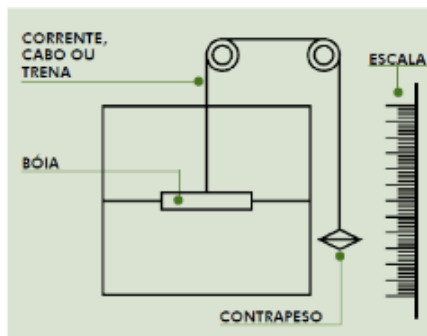 CORRENTE,
CABO OU
TRENA
ESCALA
BÓIA
CONTRAPESO